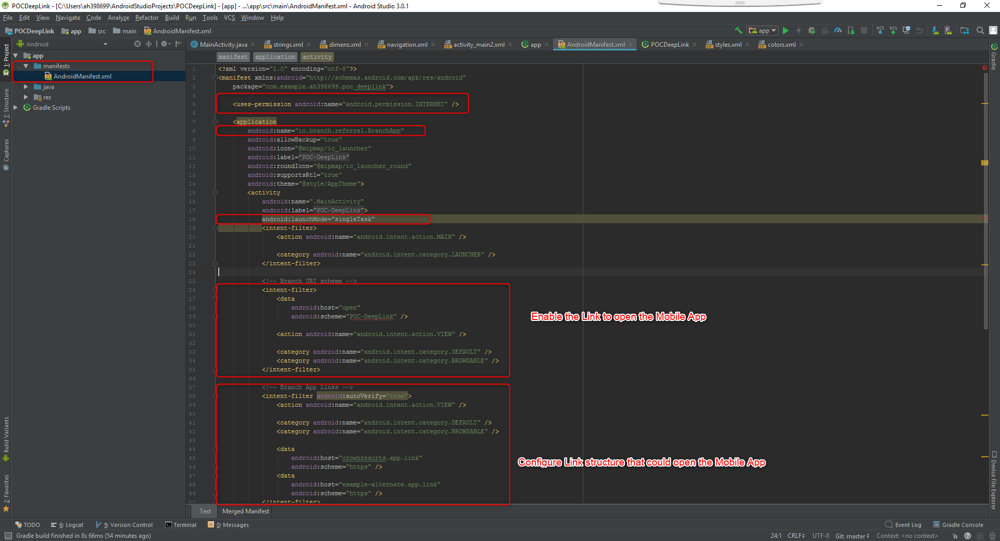 POCDeepLink - [C:\Users\ah398699\AndroidStudioProjects\POCDeepLink] - [app] - ...\app\src\main\AndroidManifest.xml - Android Studio 3.0.1
File Edit View Navigate Code Analyze Refactor Build Run Tools VCS Window Help
POCDeepLink app src main AndroidManifest.xml
app
VCS VCS
Android
MainActivity.java strings.xml dimens.xml navigation.xml activity_main2.xml app AndroidManifest.xml POCDeepLink styles.xml colors.xml
manifest application activity
1: Project
7: Structure
Captures
Build Variants
2: Favorites
app
manifests
AndroidManifest.xml
java
res
Gradle Scripts
1 <?xml version="1.0" encoding="utf-8"?>
2 <manifest xmlns:android="http://schemas.android.com/apk/res/android"
3 package="com.example.ah398699.poc_deeplink">
4
5 <uses-permission android:name="android.permission.INTERNET" />
6
7 <application
8 android:name="io.branch.referral.BranchApp"
9 android:allowBackup="true"
10 android:icon="@mipmap/ic_launcher"
11 android:label="POC-DeepLink"
12 android:roundIcon="@mipmap/ic_launcher_round"
13 android:supportsRtl="true"
14 android:theme="@style/AppTheme">
15 <activity
16 android:name=".MainActivity"
17 android:label="POC-DeepLink">
18 android:launchMode="singleTask"
19 <intent-filter>
20 <action android:name="android.intent.action.MAIN" />
21
22 <category android:name="android.intent.category.LAUNCHER" />
23 </intent-filter>
24
25 <!-- Branch URI scheme -->
26 <intent-filter>
27 <data
28 android:host="open"
29 android:scheme="POC-DeepLink" />
30
31 <action android:name="android.intent.action.VIEW" />
32
33 <category android:name="android.intent.category.DEFAULT" />
34 <category android:name="android.intent.category.BROWSABLE" />
35 </intent-filter>
36
37 <!-- Branch App Links -->
38 <intent-filter android:autoVerify="true">
39 <action android:name="android.intent.action.VIEW" />
40
41 <category android:name="android.intent.category.DEFAULT" />
42 <category android:name="android.intent.category.BROWSABLE" />
43
44 <data
45 android:host="crownresorts.app.link"
46 android:scheme="https" />
47 <data
48 android:host="example-alternate.app.link"
49 android:scheme="https" />
50 </intent-filter>
Enable the Link to open the Mobile App
Configure Link structure that could open the Mobile App
Gradle
Device File Explorer
Text Merged Manifest
TODO 6: Logcat 9: Version Control Terminal 0: Messages Event Log Gradle Console
Gradle build finished in 8s 66ms (54 minutes ago) 24:1 CRLF UTF-8 Git: master Context: <no context>